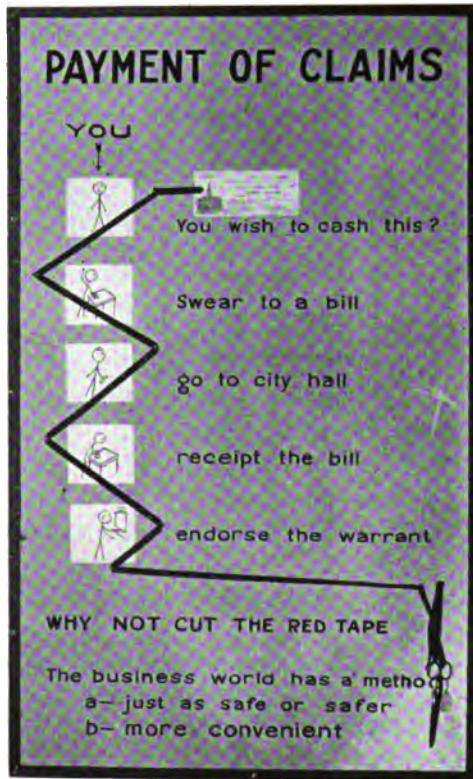 PAYMENT OF CLAIMS
YOU
You wish to cash this?
Swear to a bill
go to city hall
receipt the bill
endorse the warrant
WHY NOT CUT THE RED TAPE
The business world has a metho
a— just as safe or safer
b— more convenient